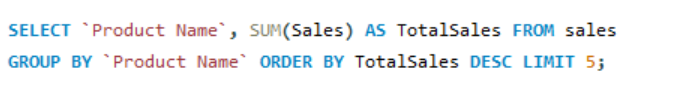 SELECT `Product Name`, SUM(Sales) AS TotalSales FROM sales
GROUP BY `Product Name` ORDER BY TotalSales DESC LIMIT 5;